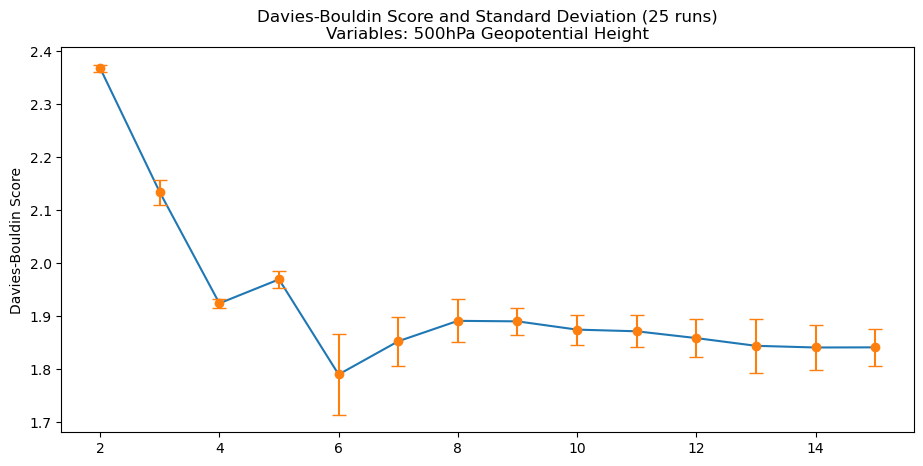 Davies-Bouldin Score and Standard Deviation (25 runs)
Variables: 500hPa Geopotential Height
Davies-Bouldin Score
2.4
2.3
2.2
2.1
2.0
1.9
1.8
1.7
2 4 6 8 10 12 14